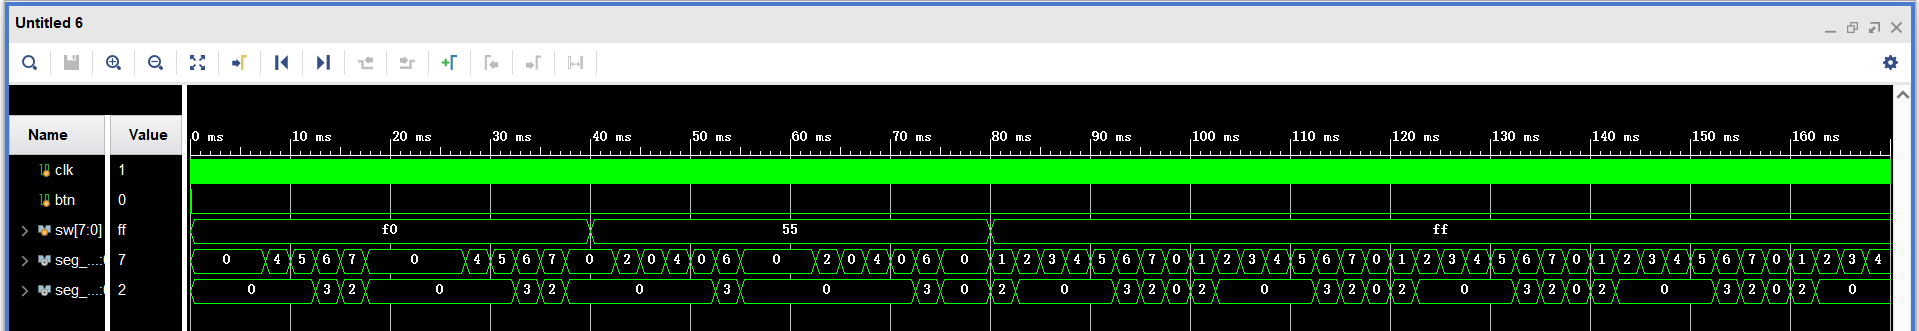 Untitled 6
Name Value
0 ms 10 ms 20 ms 30 ms 40 ms 50 ms 60 ms 70 ms 80 ms 90 ms 100 ms 110 ms 120 ms 130 ms 140 ms 150 ms 160 ms
clk 1
btn 0
sw[7:0] ff f0 55 ff
seg_...:0 7 0 4 5 6 7 0 4 5 6 7 0 2 0 4 0 6 0 2 0 4 0 6 0 1 2 3 4 5 6 7 0 1 2 3 4 5 6 7 0 1 2 3 4 5 6 7 0 1 2 3 4 5 6 7 0 1 2 3 4
seg_...:0 2 0 3 2 0 3 2 0 3 0 3 0 2 0 3 2 0 2 0 3 2 0 2 0 3 2 0 2 0 3 2 0 2 0